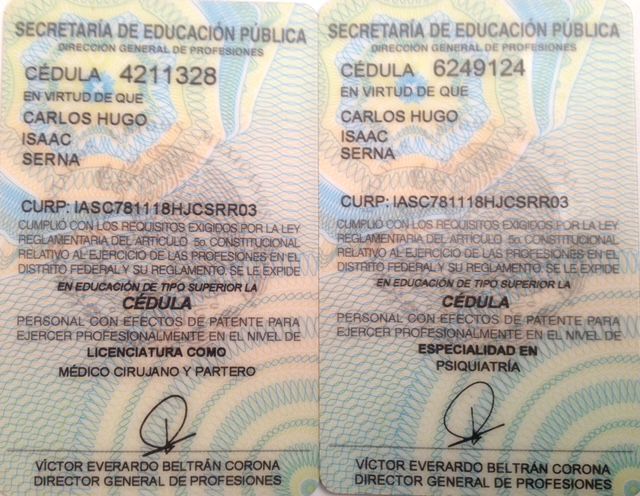 SECRETARÍA DE EDUCACIÓN PÚBLICA
DIRECCIÓN GENERAL DE PROFESIONES
CÉDULA 4211328
EN VIRTUD DE QUE
CARLOS HUGO
ISAAC
SERNA
CURP: IASC781118HJCSRR03
CUMPLIÓ CON LOS REQUISITOS EXIGIDOS POR LA LEY
REGLAMENTARIA DEL ARTÍCULO 5o. CONSTITUCIONAL
RELATIVO AL EJERCICIO DE LAS PROFESIONES EN EL
DISTRITO FEDERAL Y SU REGLAMENTO, SE LE EXPIDE
EN EDUCACIÓN DE TIPO SUPERIOR LA
CÉDULA
PERSONAL CON EFECTOS DE PATENTE PARA
EJERCER PROFESIONALMENTE EN EL NIVEL DE
LICENCIATURA COMO
MÉDICO CIRUJANO Y PARTERO
VÍCTOR EVERARDO BELTRÁN CORONA
DIRECTOR GENERAL DE PROFESIONES
SECRETARÍA DE EDUCACIÓN PÚBLICA
DIRECCIÓN GENERAL DE PROFESIONES
CÉDULA 6249124
EN VIRTUD DE QUE
CARLOS HUGO
ISAAC
SERNA
CURP: IASC781118HJCSRR03
CUMPLIÓ CON LOS REQUISITOS EXIGIDOS POR LA LEY
REGLAMENTARIA DEL ARTÍCULO 5o. CONSTITUCIONAL
RELATIVO AL EJERCICIO DE LAS PROFESIONES EN EL
DISTRITO FEDERAL Y SU REGLAMENTO, SE LE EXPIDE
EN EDUCACIÓN DE TIPO SUPERIOR LA
CÉDULA
PERSONAL CON EFECTOS DE PATENTE PARA
EJERCER PROFESIONALMENTE EN EL NIVEL DE
ESPECIALIDAD EN
PSIQUIATRÍA
VÍCTOR EVERARDO BELTRÁN CORONA
DIRECTOR GENERAL DE PROFESIONES